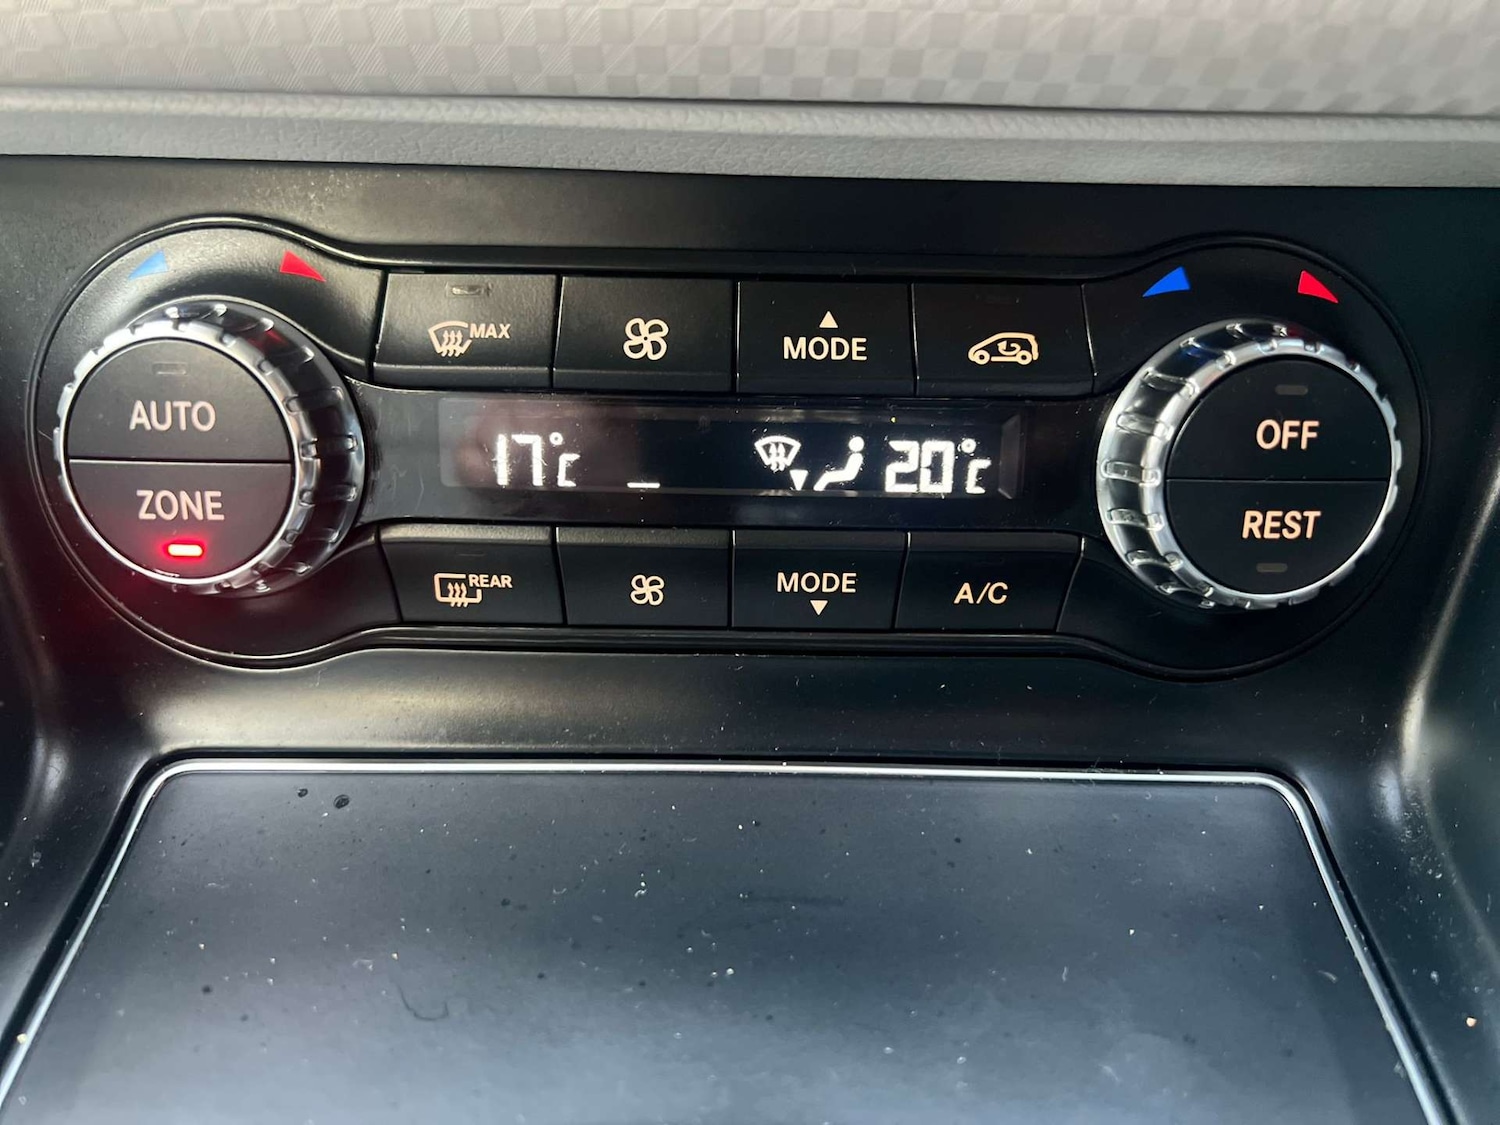 MAX
MODE
AUTO
OFF
17°C
20°C
ZONE
REST
REAR
MODE
A/C